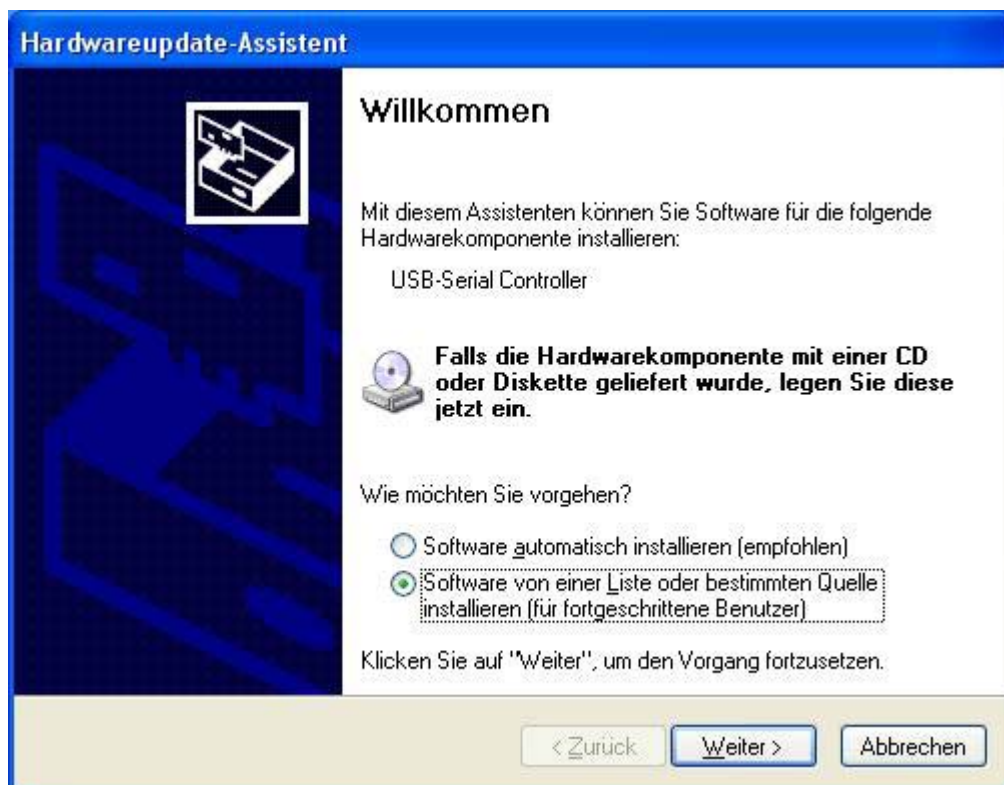 Hardwareupdate-Assistent
Willkommen
Mit diesem Assistenten können Sie Software für die folgende
Hardwarekomponente installieren:
USB-Serial Controller
Falls die Hardwarekomponente mit einer CD
oder Diskette geliefert wurde, legen Sie diese
jetzt ein.
Wie möchten Sie vorgehen?
Software automatisch installieren (empfohlen)
Software von einer Liste oder bestimmten Quelle
installieren (für fortgeschrittene Benutzer)
Klicken Sie auf "Weiter", um den Vorgang fortzusetzen.
< Zurück
Weiter >
Abbrechen